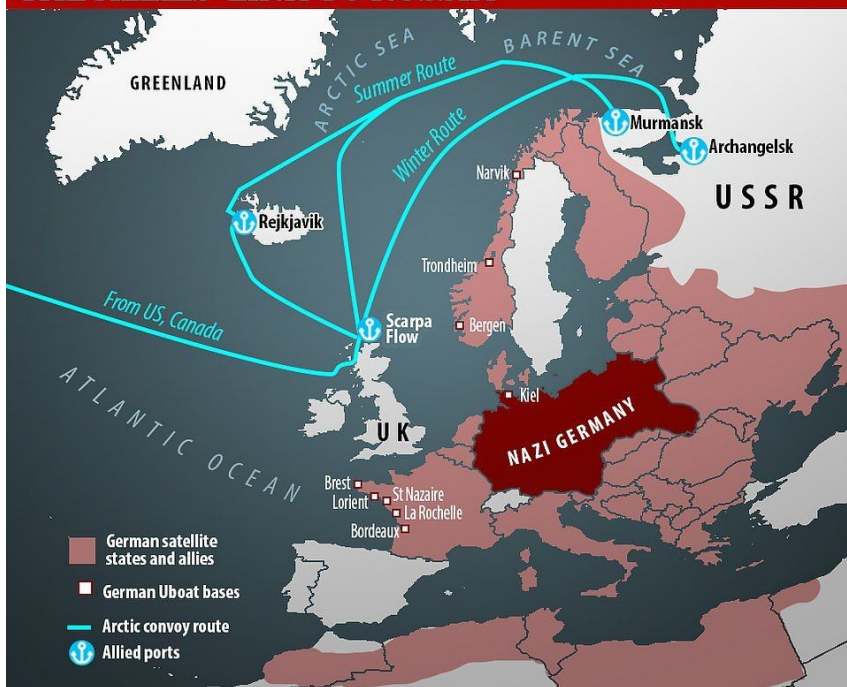 GREENLAND
ARCTIC SEA
BARENT SEA
Summer Route
Winter Route
Murmansk
Archangelsk
USSR
Narvik
Rejkjavik
Trondheim
From US, Canada
Scarpa
Flow
Bergen
Kiel
ATLANTIC OCEAN
UK
NAZI GERMANY
Brest
St Nazaire
Lorient
La Rochelle
Bordeaux
German satellite
states and allies
German Uboat bases
Arctic convoy route
Allied ports